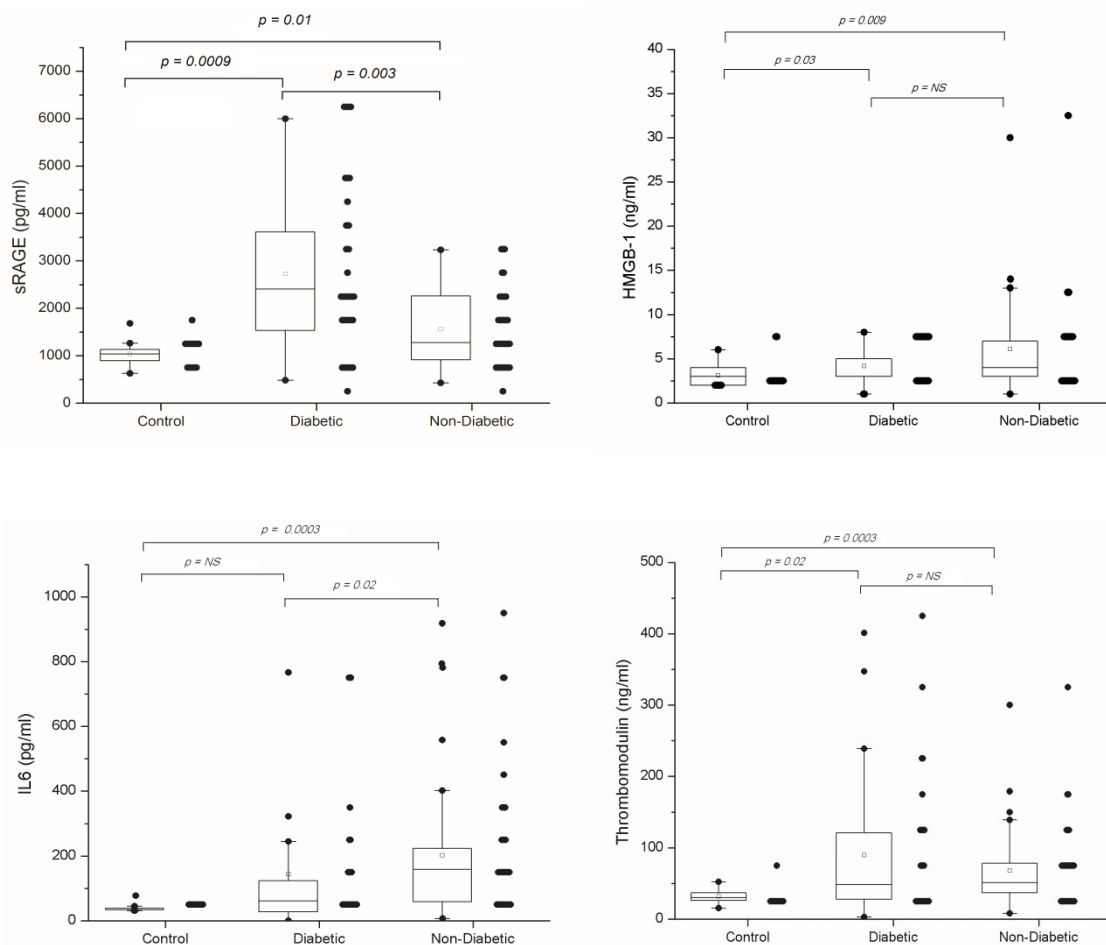 p = 0.01
p = 0.0009
p = 0.003
7000
6000
5000
4000
3000
2000
1000
0
sRAGE (pg/ml)
Control Diabetic Non-Diabetic
p = 0.009
p = 0.03
p = NS
40
35
30
25
20
15
10
5
0
HMGB-1 (ng/ml)
Control Diabetic Non-Diabetic
p = 0.0003
p = NS
p = 0.02
1000
800
600
400
200
0
IL6 (pg/ml)
Control Diabetic Non-Diabetic
p = 0.0003
p = 0.02
p = NS
500
400
300
200
100
0
Thrombomodulin (ng/ml)
Control Diabetic Non-Diabetic